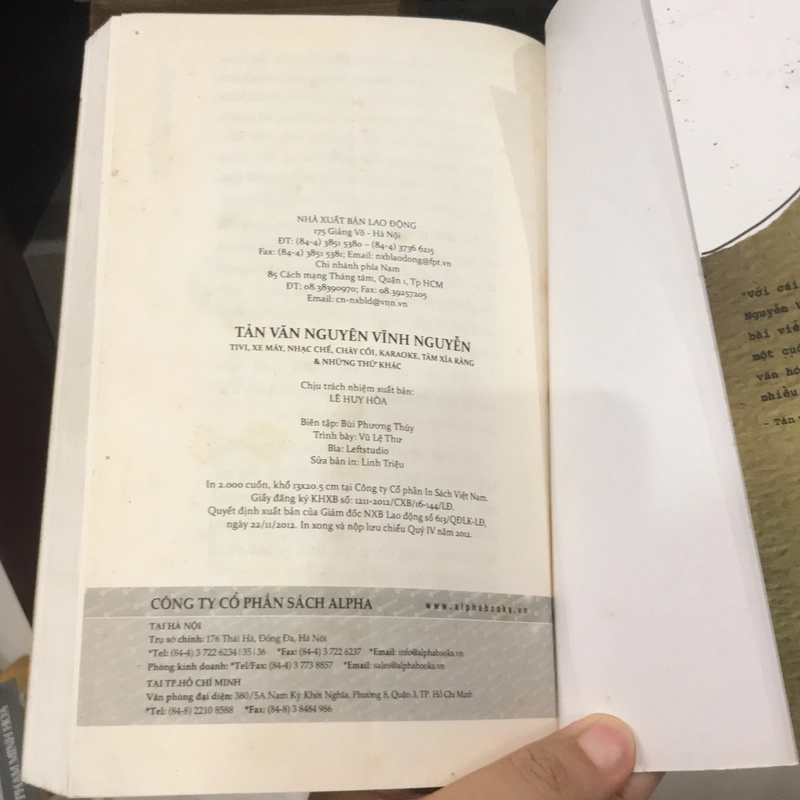 NHÀ XUẤT BẢN LAO ĐỘNG
175 Giảng Võ - Hà Nội
ĐT: (84-4) 3851 5380 – (84-4) 3736 6215
Fax: (84-4) 3851 5381; Email: nxblaodong@fpt.vn
Chi nhánh phía Nam
85 Cách mạng Tháng tám, Quận 1, Tp HCM
ĐT: 08.38390970; Fax: 08.39257205
Email: cn-nxbld@vnn.vn
TẢN VĂN NGUYỄN VĨNH NGUYÊN
TIVI, XE MÁY, NHẠC CHẾ, CHÁY CỐI, KARAOKE, TĂM XỈA RĂNG
& NHỮNG THỨ KHÁC
Chịu trách nhiệm xuất bản:
LÊ HUY HÒA
Biên tập: Bùi Phương Thúy
Trình bày: Vũ Lệ Thư
Bìa: Leftstudio
Sửa bản in: Linh Triệu
In 2.000 cuốn, khổ 13x20.5 cm tại Công ty Cổ phần In Sách Việt Nam.
Giấy đăng ký KHXB số: 1211-2012/CXB/16-144/LĐ.
Quyết định xuất bản của Giám đốc NXB Lao động số 613/QĐLK-LĐ,
ngày 22/11/2012. In xong và nộp lưu chiểu Quý IV năm 2012.
CÔNG TY CỔ PHẦN SÁCH ALPHA www.alphabooks.vn
TẠI HÀ NỘI
Trụ sở chính: 176 Thái Hà, Đống Đa, Hà Nội
*Tel: (84-4) 3 722 6234 | 35 | 36 *Fax: (84-4) 3 722 6237 *Email: info@alphabooks.vn
Phòng kinh doanh: *Tel/Fax: (84-4) 3 773 8857 *Email: sales@alphabooks.vn
TẠI TP.HỒ CHÍ MINH
Văn phòng đại diện: 380/5A Nam Kỳ Khởi Nghĩa, Phường 8, Quận 3, TP. Hồ Chí Minh
*Tel: (84-8) 2210 8588 *Fax: (84-8) 3 8484 986
"Với cái
Nguyễn V
bài viế
một cuộ
văn hó
nhiều
- Tản
PHẠM MINH HÒA